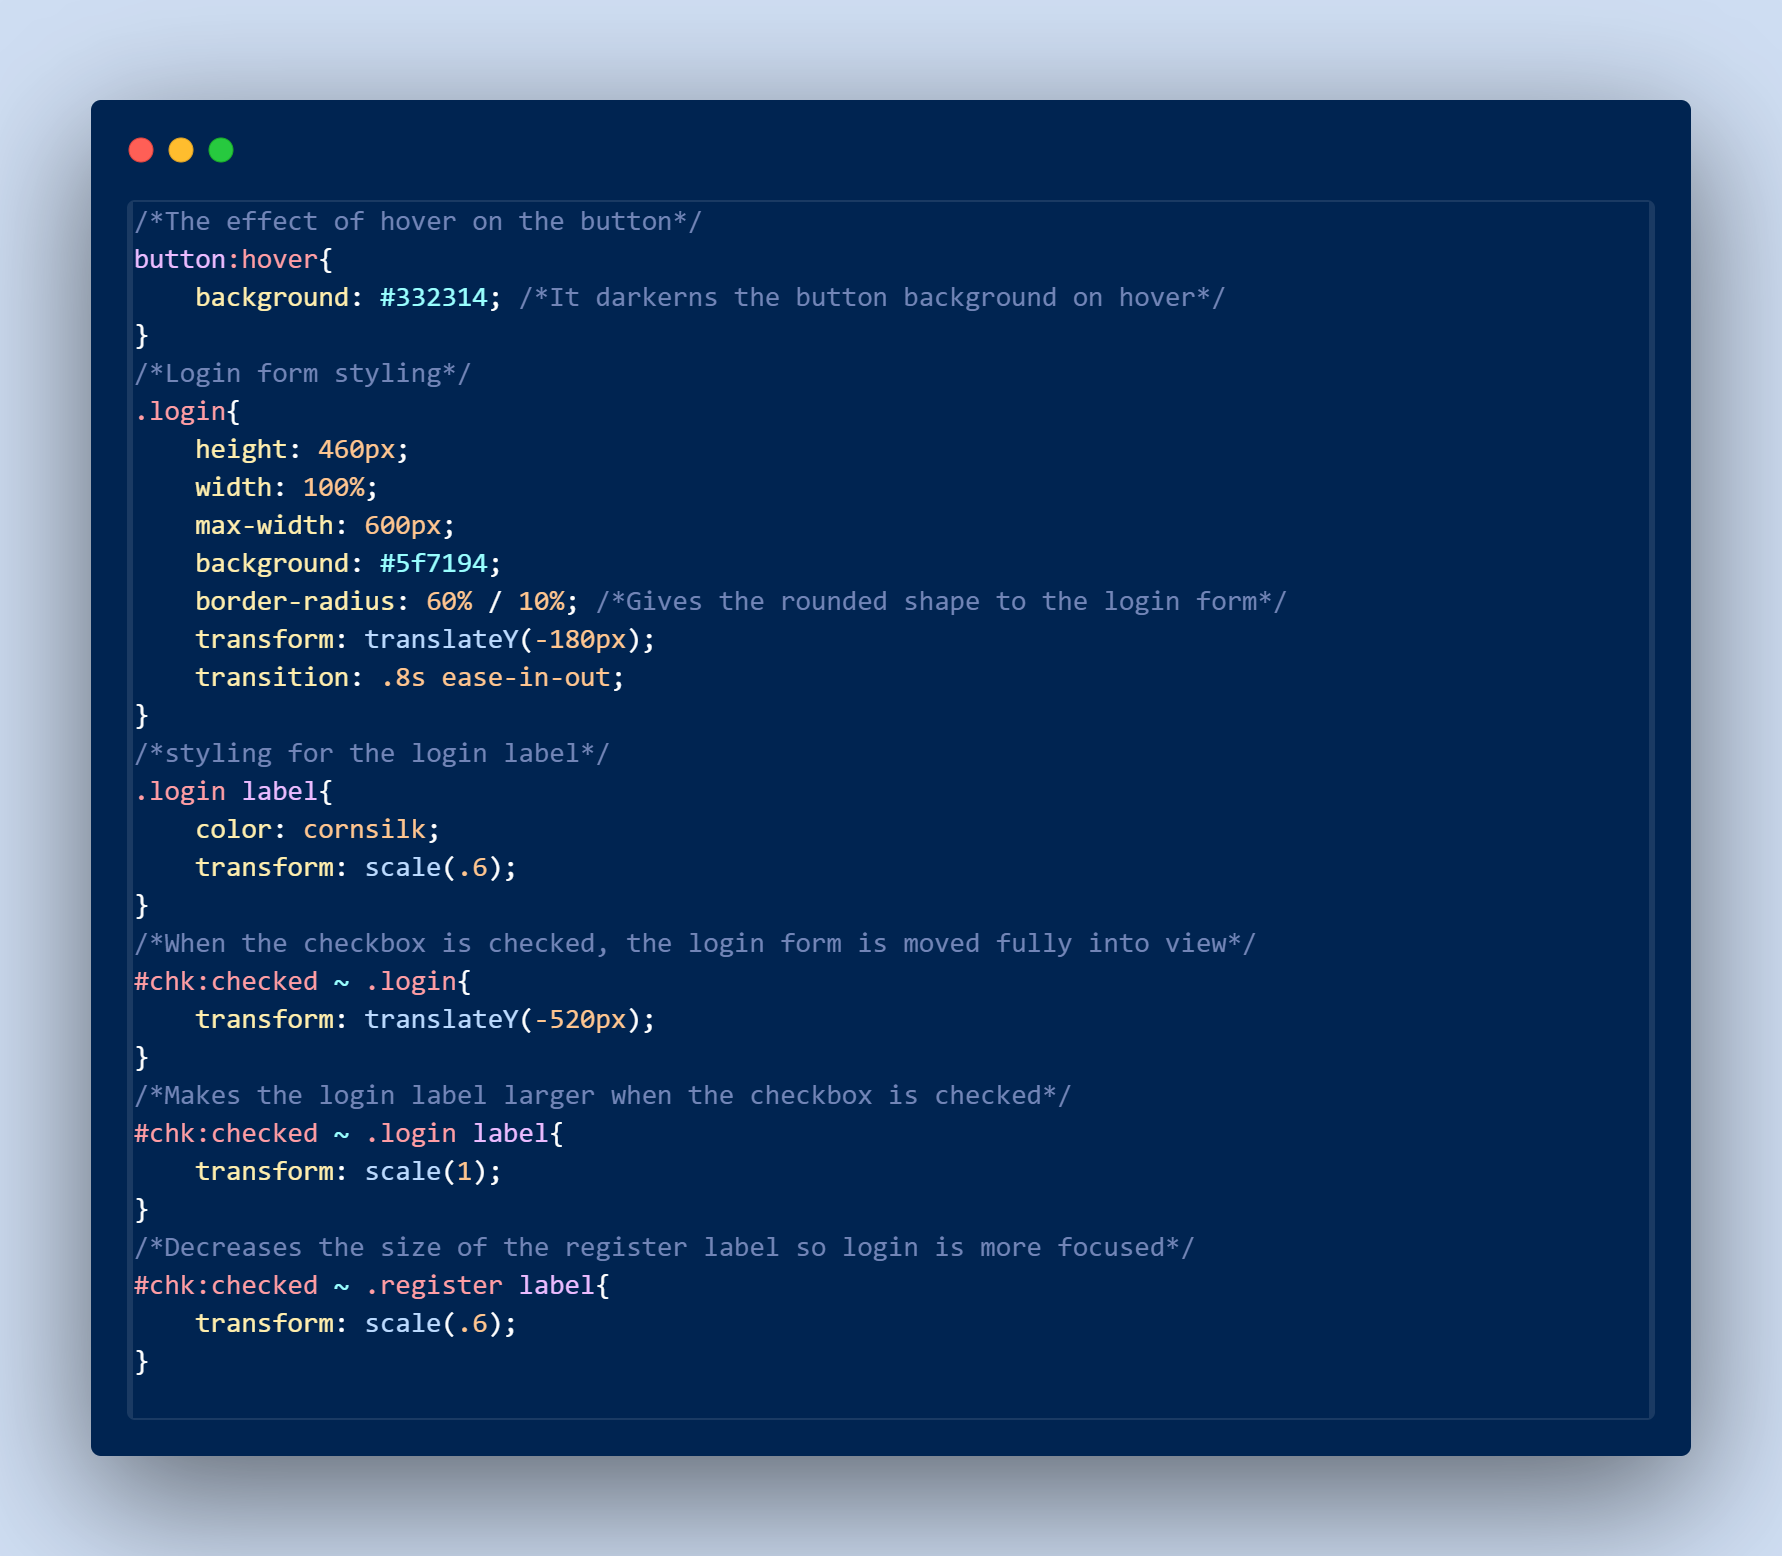 /*The effect of hover on the button*/
button:hover{
    background: #332314; /*It darkerns the button background on hover*/
}
/*Login form styling*/
.login{
    height: 460px;
    width: 100%;
    max-width: 600px;
    background: #5f7194;
    border-radius: 60% / 10%; /*Gives the rounded shape to the login form*/
    transform: translateY(-180px);
    transition: .8s ease-in-out;
}
/*styling for the login label*/
.login label{
    color: cornsilk;
    transform: scale(.6);
}
/*When the checkbox is checked, the login form is moved fully into view*/
#chk:checked ~ .login{
    transform: translateY(-520px);
}
/*Makes the login label larger when the checkbox is checked*/
#chk:checked ~ .login label{
    transform: scale(1);
}
/*Decreases the size of the register label so login is more focused*/
#chk:checked ~ .register label{
    transform: scale(.6);
}